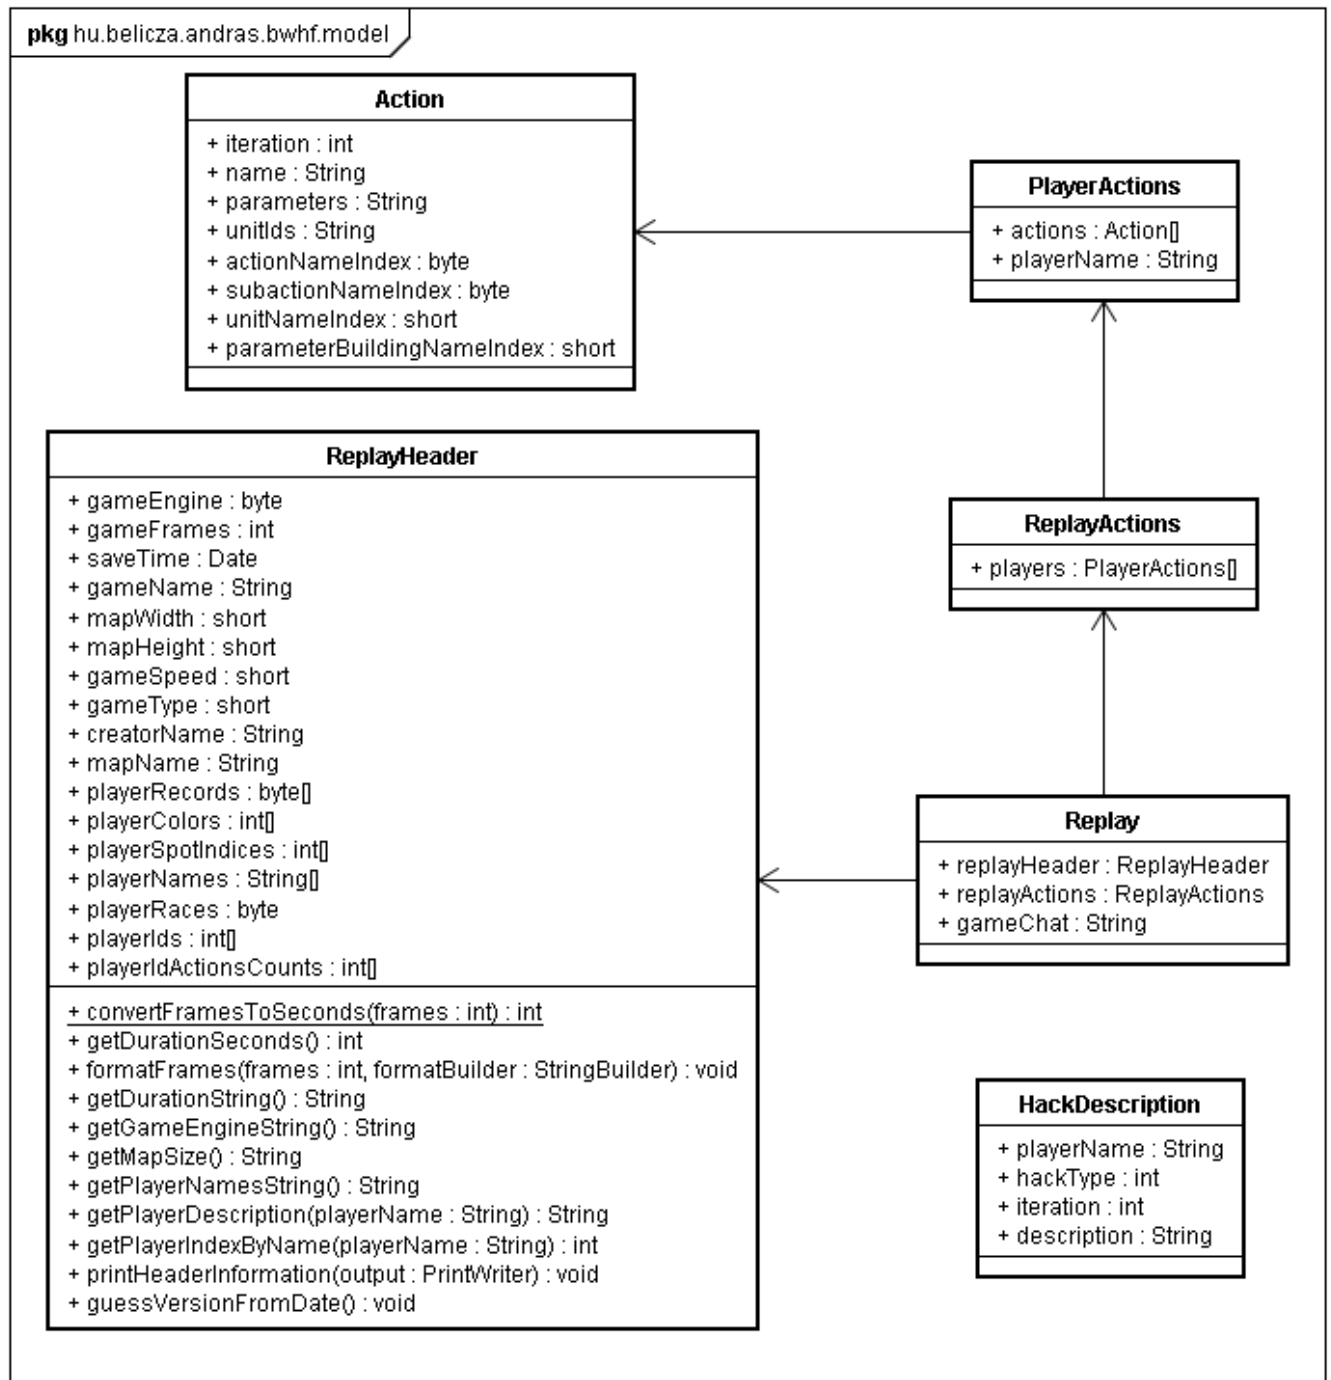 pkg hu.belicza.andras.bwhf.model
Action
+ iteration : int
+ name : String
+ parameters : String
+ unitIds : String
+ actionNameIndex : byte
+ subactionNameIndex : byte
+ unitNameIndex : short
+ parameterBuildingNameIndex : short
PlayerActions
+ actions : Action[]
+ playerName : String
ReplayHeader
+ gameEngine : byte
+ gameFrames : int
+ saveTime : Date
+ gameName : String
+ mapWidth : short
+ mapHeight : short
+ gameSpeed : short
+ gameType : short
+ creatorName : String
+ mapName : String
+ playerRecords : byte[]
+ playerColors : int[]
+ playerSpotIndices : int[]
+ playerNames : String[]
+ playerRaces : byte
+ playerIds : int[]
+ playerIdActionsCounts : int[]
+ convertFramesToSeconds(frames : int) : int
+ getDurationSeconds() : int
+ formatFrames(frames : int, formatBuilder : StringBuilder) : void
+ getDurationString() : String
+ getGameEngineString() : String
+ getMapSize() : String
+ getPlayerNamesString() : String
+ getPlayerDescription(playerName : String) : String
+ getPlayerIndexByName(playerName : String) : int
+ printHeaderInformation(output : PrintWriter) : void
+ guessVersionFromDate() : void
ReplayActions
+ players : PlayerActions[]
Replay
+ replayHeader : ReplayHeader
+ replayActions : ReplayActions
+ gameChat : String
HackDescription
+ playerName : String
+ hackType : int
+ iteration : int
+ description : String